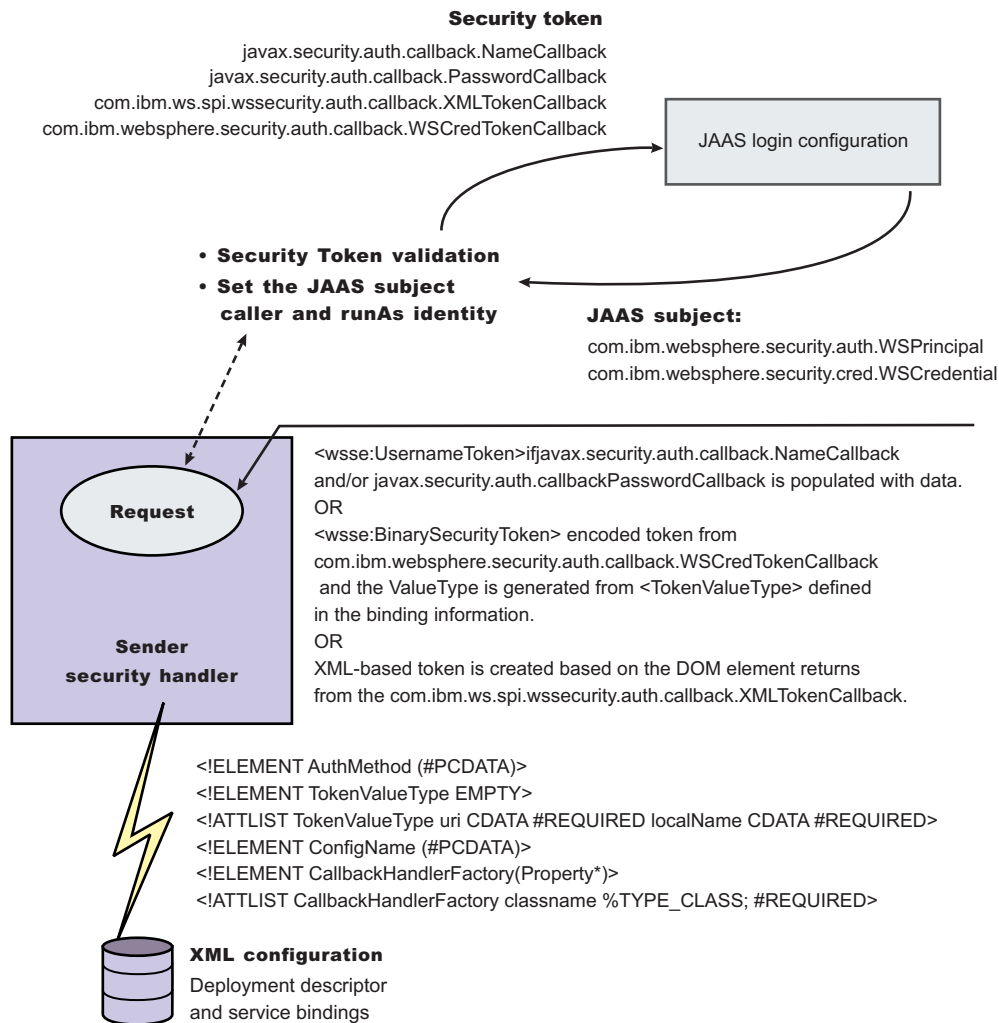 Security token
javax.security.auth.callback.NameCallback
javax.security.auth.callback.PasswordCallback
com.ibm.ws.spi.wssecurity.auth.callback.XMLTokenCallback
com.ibm.websphere.security.auth.callback.WSCredTokenCallback
JAAS login configuration
• Security Token validation
• Set the JAAS subject
caller and runAs identity
JAAS subject:
com.ibm.websphere.security.auth.WSPrincipal
com.ibm.websphere.security.cred.WSCredential
<wsse:UsernameToken>ifjavax.security.auth.callback.NameCallback
and/or javax.security.auth.callbackPasswordCallback is populated with data.
OR
<wsse:BinarySecurityToken> encoded token from
com.ibm.websphere.security.auth.callback.WSCredTokenCallback
and the ValueType is generated from <TokenValueType> defined
in the binding information.
OR
XML-based token is created based on the DOM element returns
from the com.ibm.ws.spi.wssecurity.auth.callback.XMLTokenCallback.
Request
Sender
security handler
<!ELEMENT AuthMethod (#PCDATA)>
<!ELEMENT TokenValueType EMPTY>
<!ATTLIST TokenValueType uri CDATA #REQUIRED localName CDATA #REQUIRED>
<!ELEMENT ConfigName (#PCDATA)>
<!ELEMENT CallbackHandlerFactory(Property*)>
<!ATTLIST CallbackHandlerFactory classname %TYPE_CLASS; #REQUIRED>
XML configuration
Deployment descriptor
and service bindings